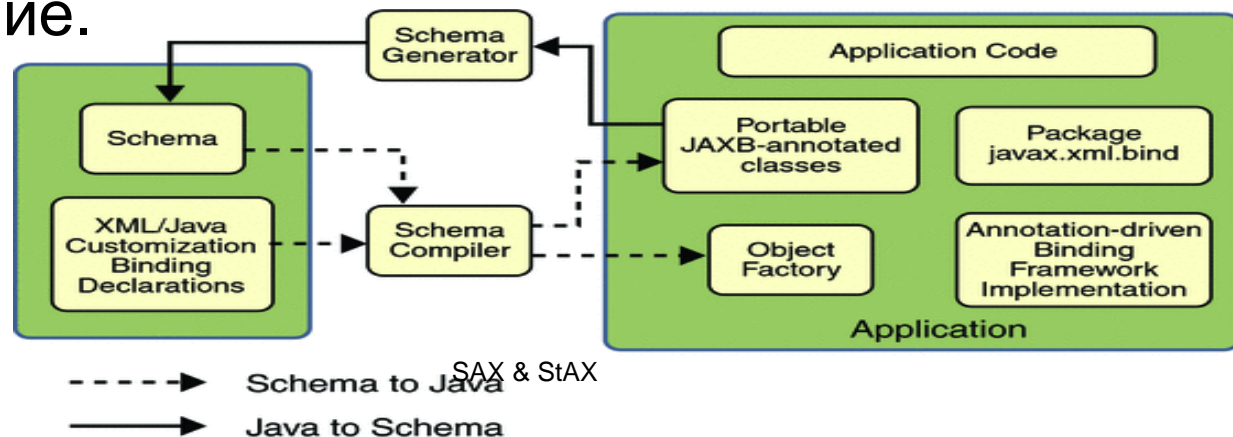 ие.
Schema
Generator
Application Code
Schema
Portable
JAXB-annotated
classes
Package
javax.xml.bind
XML/Java
Customization
Binding
Declarations
Schema
Compiler
Object
Factory
Annotation-driven
Binding
Framework
Implementation
Application
SAX & StAX
Schema to Java
Java to Schema